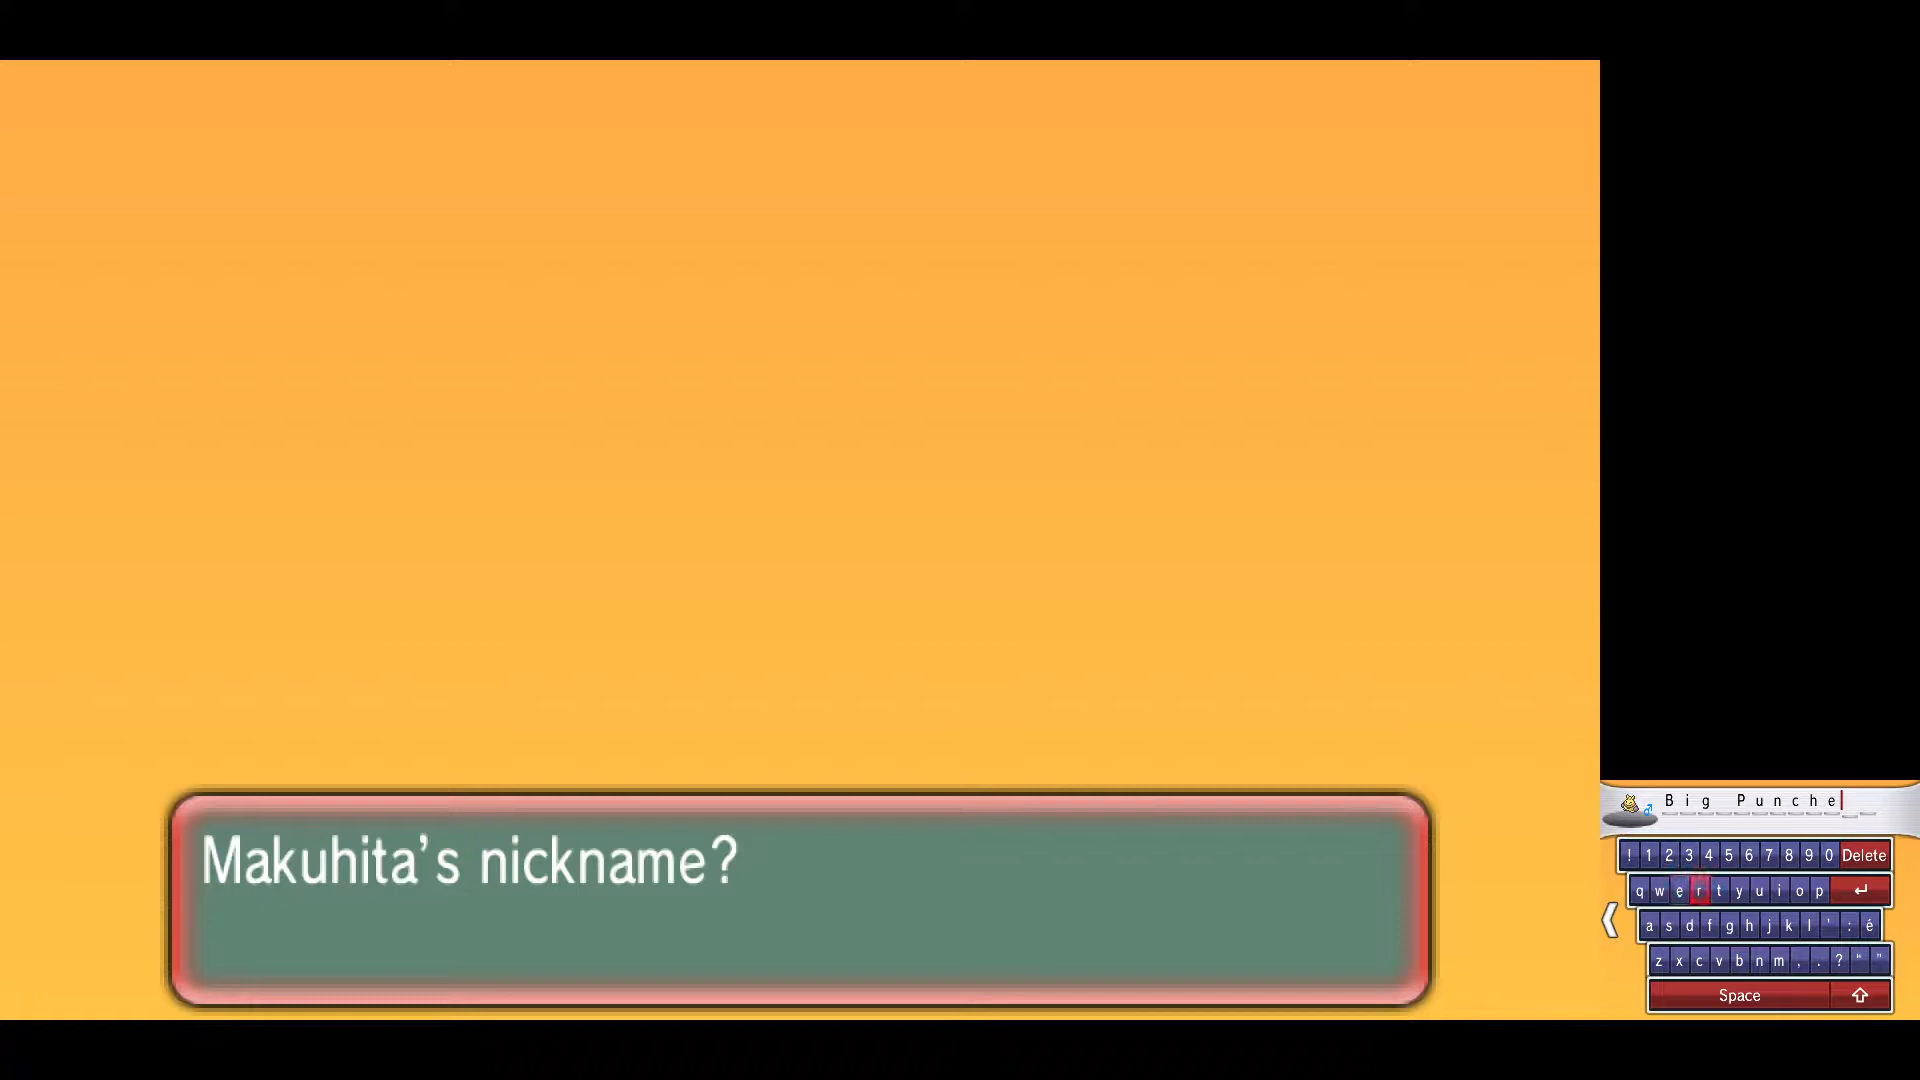 Makuhita's nickname?
Big Punche
! 1 2 3 4 5 6 7 8 9 0 Delete
q w e r t y u i o p ↵
a s d f g h j k l ' : é
z x c v b n m , . ? “ ”
Space ⇧